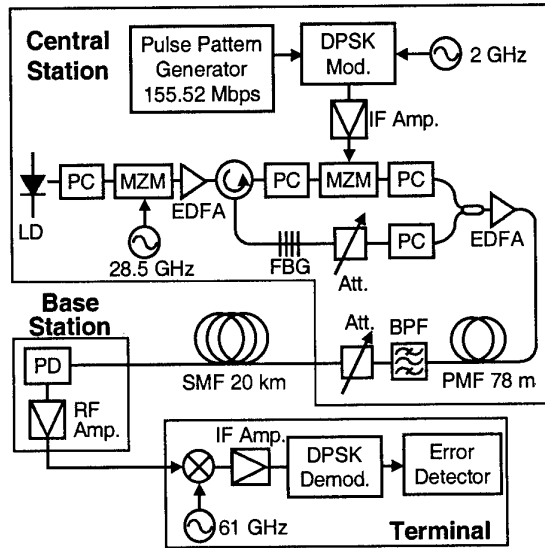 Central
Station
Pulse Pattern
Generator
155.52 Mbps
DPSK
Mod.
2 GHz
IF Amp.
LD
PC
MZM
EDFA
PC
MZM
PC
28.5 GHz
FBG
Att.
PC
EDFA
Base
Station
PD
RF
Amp.
SMF 20 km
Att.
BPF
PMF 78 m
IF Amp.
DPSK
Demod.
Error
Detector
61 GHz
Terminal